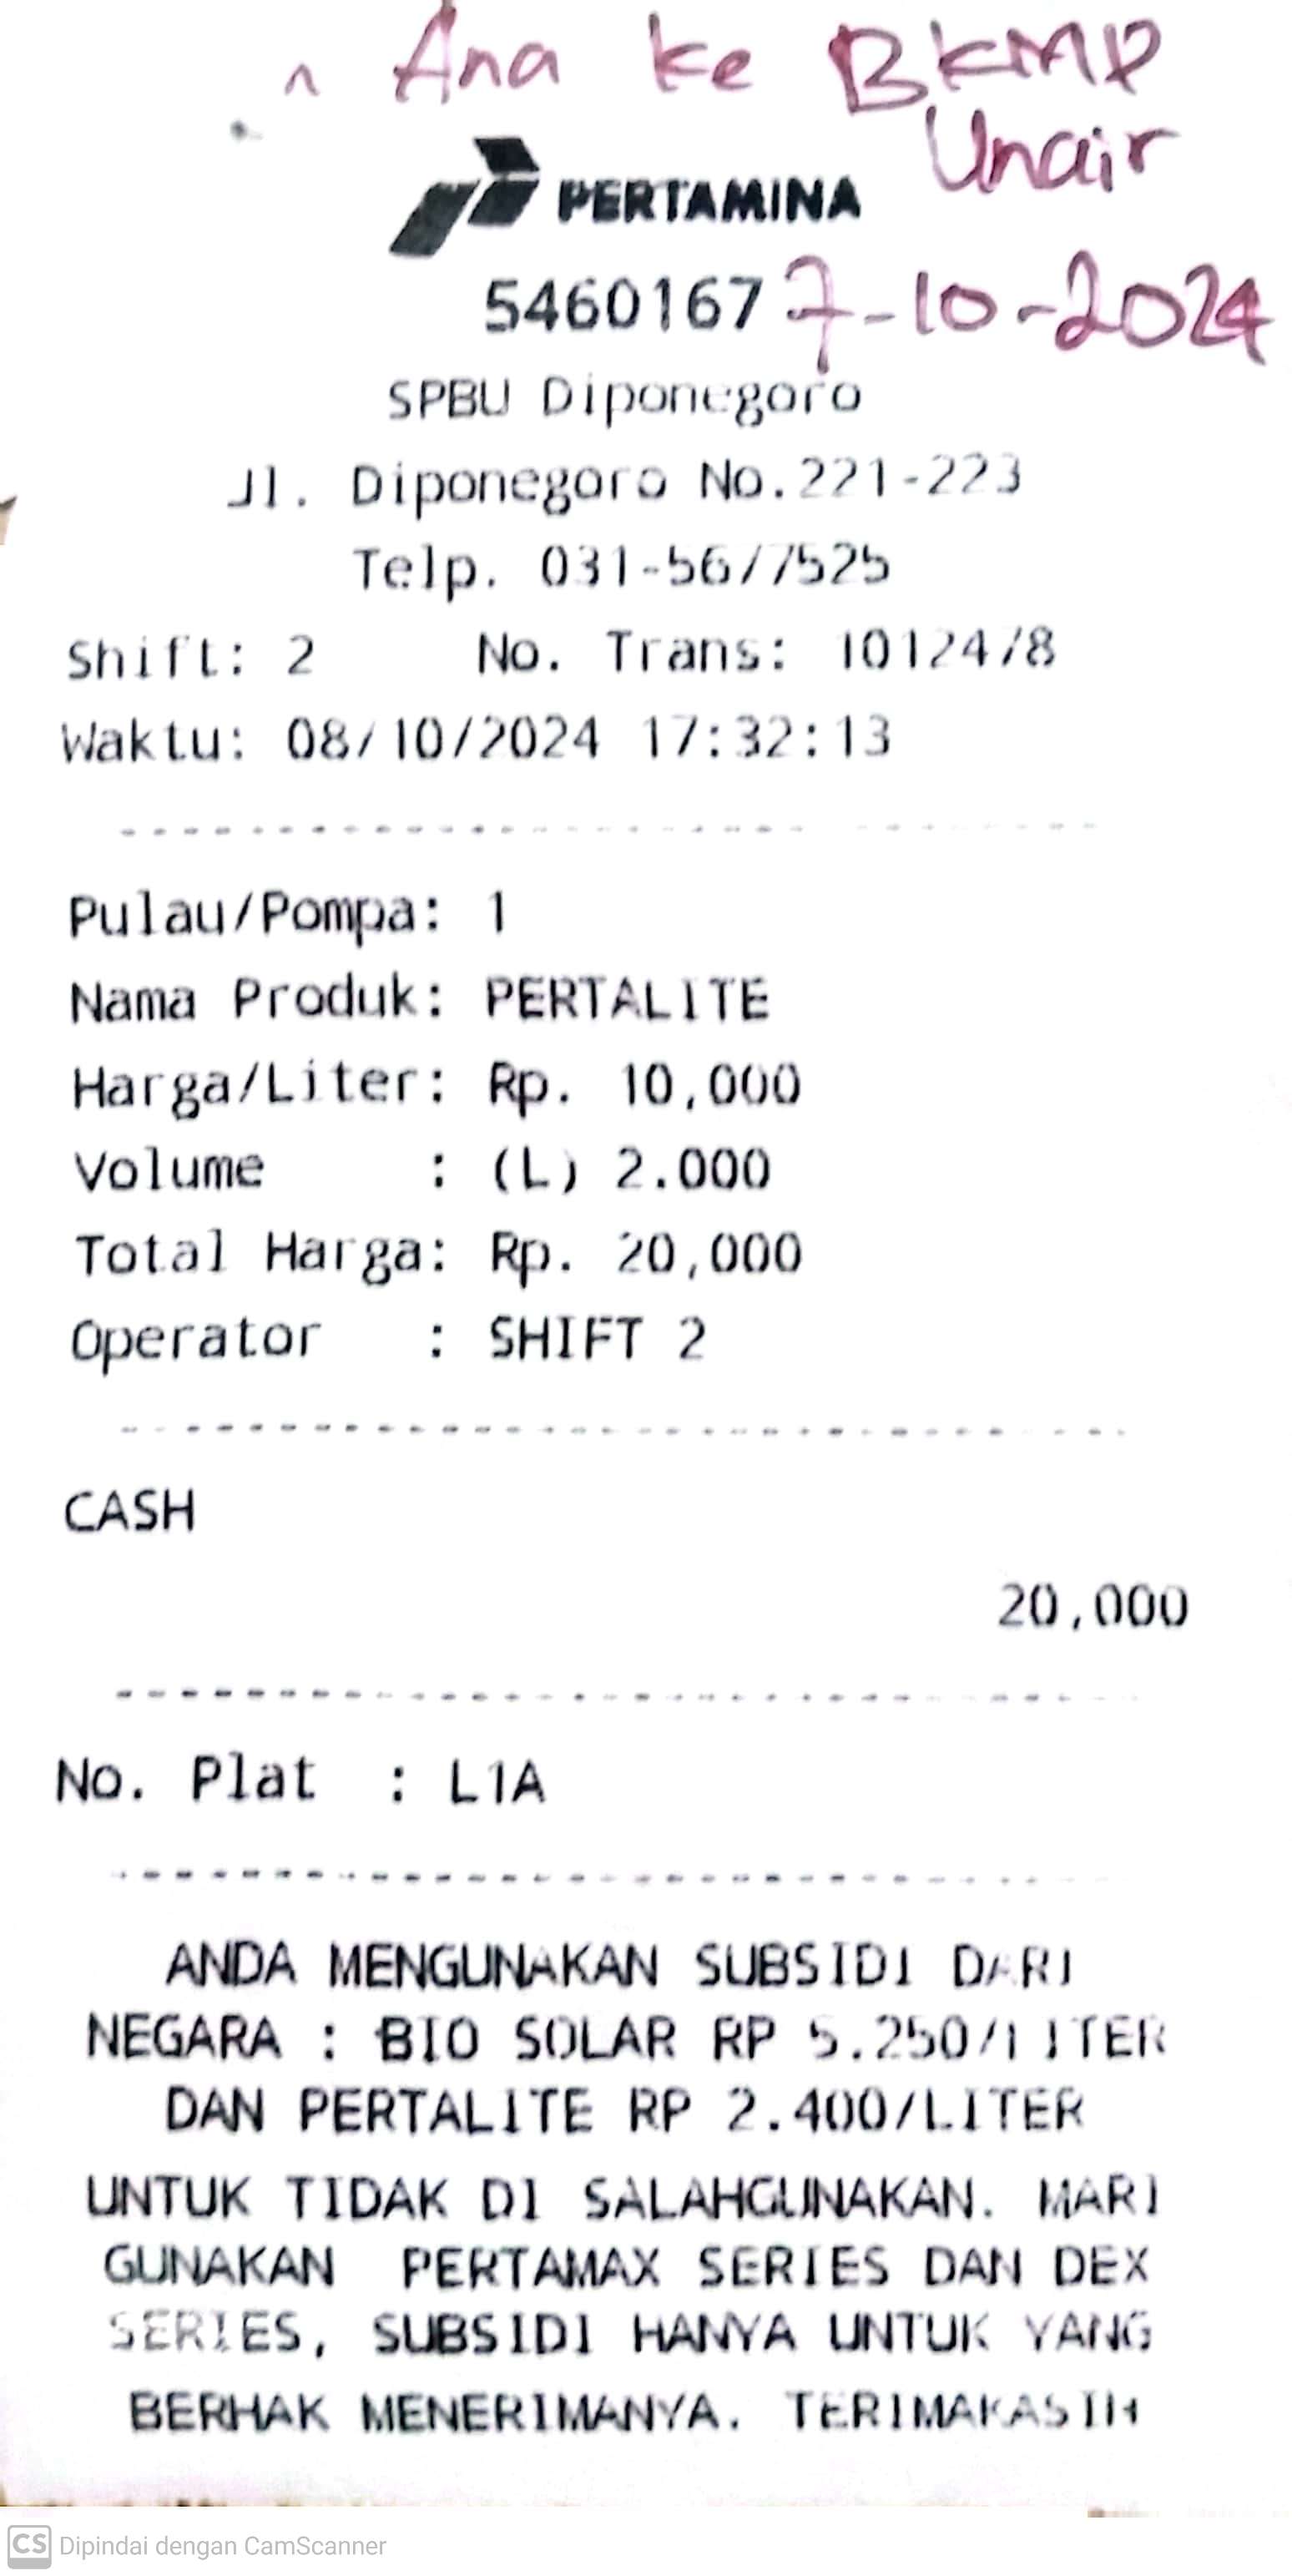 Ana ke BKMP
Unair
PERTAMINA
5460167 7-10-2024
SPBU Diponegoro
Jl. Diponegoro No.221-223
Telp. 031-5677525
Shift: 2 No. Trans: 1012478
Waktu: 08/10/2024 17:32:13
Pulau/Pompa: 1
Nama Produk: PERTALITE
Harga/Liter: Rp. 10,000
Volume : (L) 2.000
Total Harga: Rp. 20,000
Operator : SHIFT 2
CASH
20,000
No. Plat : L1A
ANDA MENGUNAKAN SUBSIDI DARI
NEGARA : BIO SOLAR RP 5.250/LITER
DAN PERTALITE RP 2.400/LITER
UNTUK TIDAK DI SALAHGUNAKAN. MARI
GUNAKAN PERTAMAX SERIES DAN DEX
SERIES, SUBSIDI HANYA UNTUK YANG
BERHAK MENERIMANYA. TERIMAKASIH
CS Dipindai dengan CamScanner